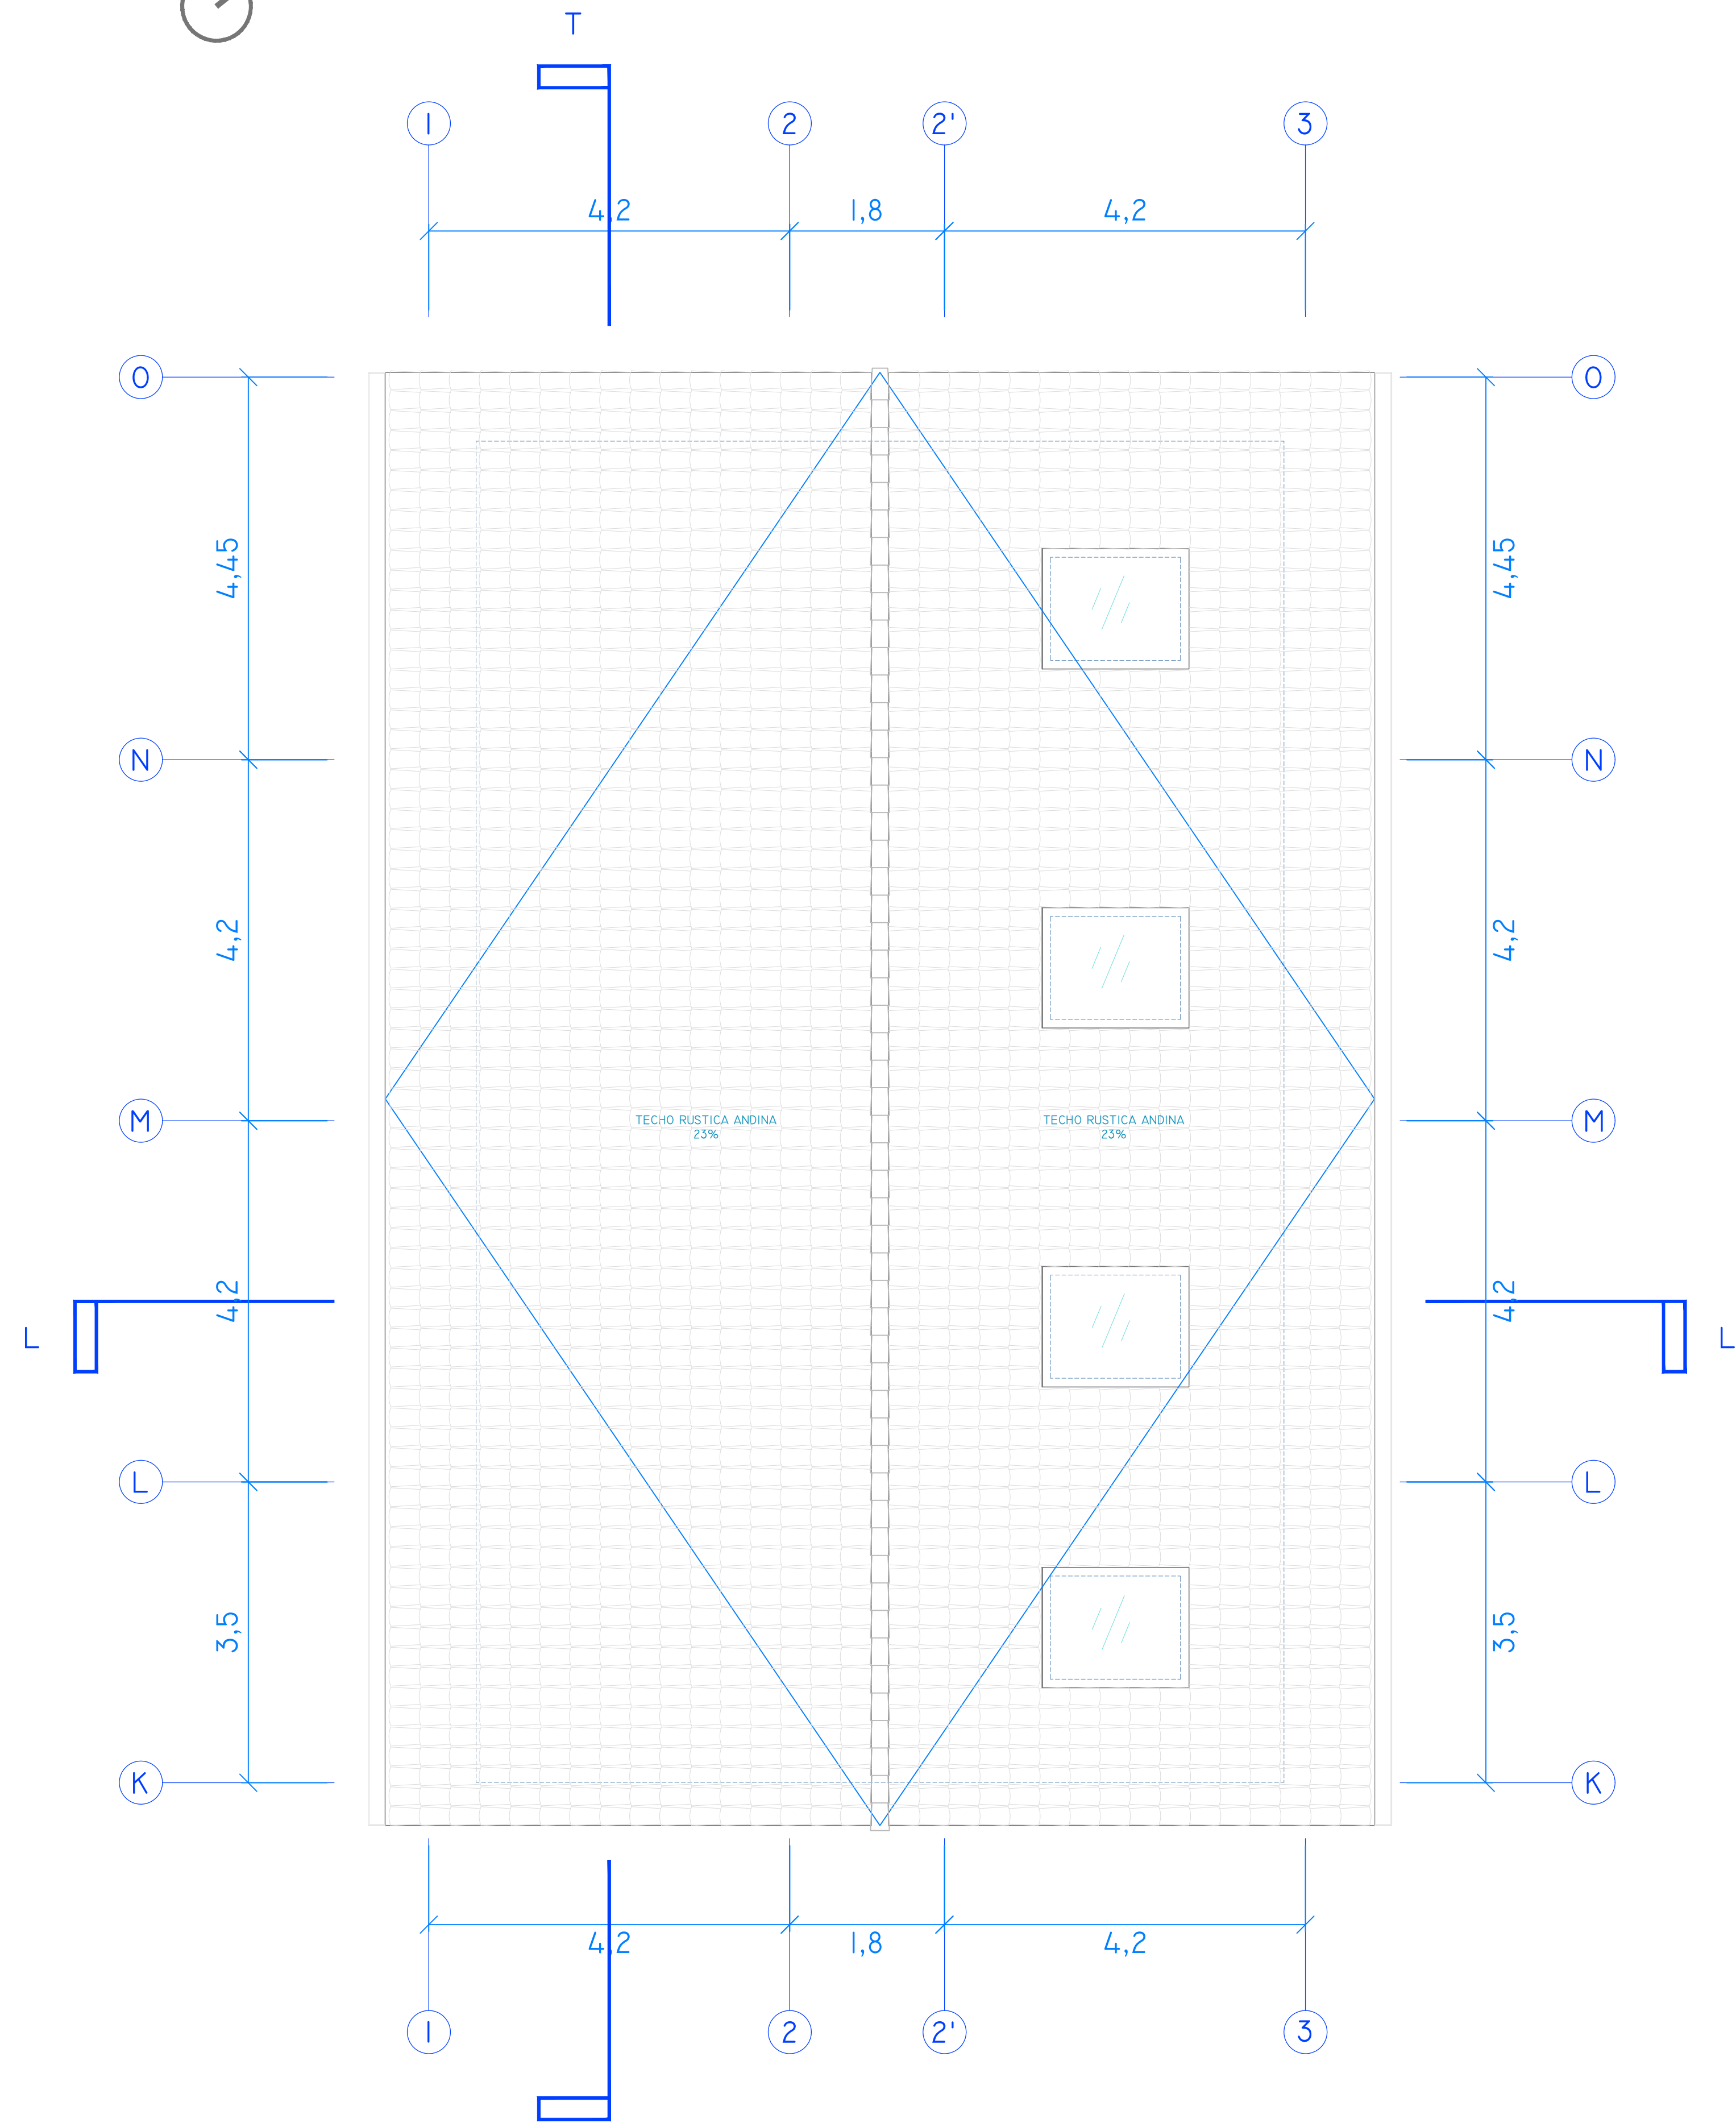 T
1 2 2' 3
4,2 1,8 4,2
O O
4,45 4,45
N N
4,2 4,2
M M
TECHO RUSTICA ANDINA TECHO RUSTICA ANDINA
23% 23%
4,2 4,2
L L
L L
3,5 3,5
K K
4,2 1,8 4,2
1 2 2' 3